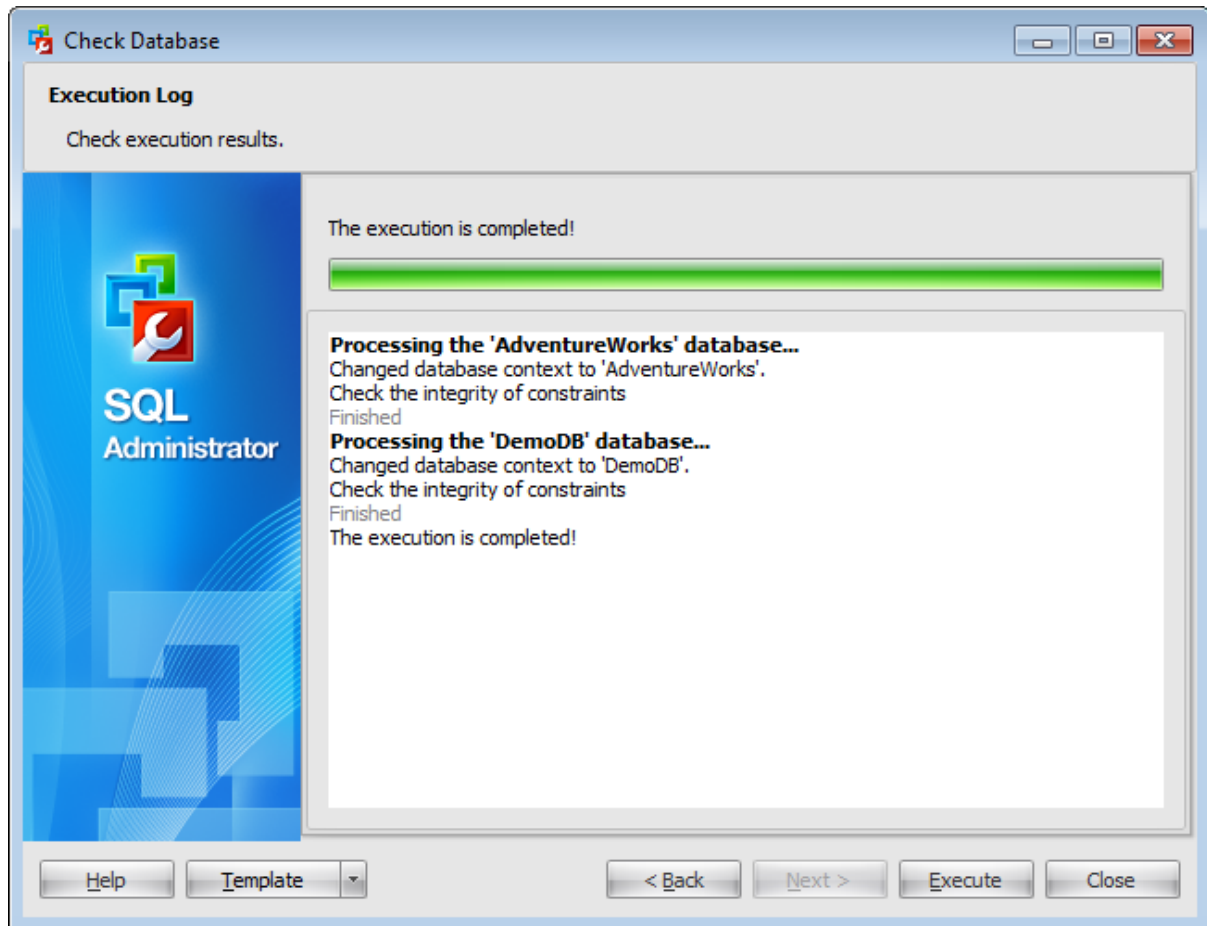 Check Database
Execution Log
Check execution results.
SQL
Administrator
The execution is completed!
Processing the 'AdventureWorks' database...
Changed database context to 'AdventureWorks'.
Check the integrity of constraints
Finished
Processing the 'DemoDB' database...
Changed database context to 'DemoDB'.
Check the integrity of constraints
Finished
The execution is completed!
Help Template < Back Next > Execute Close